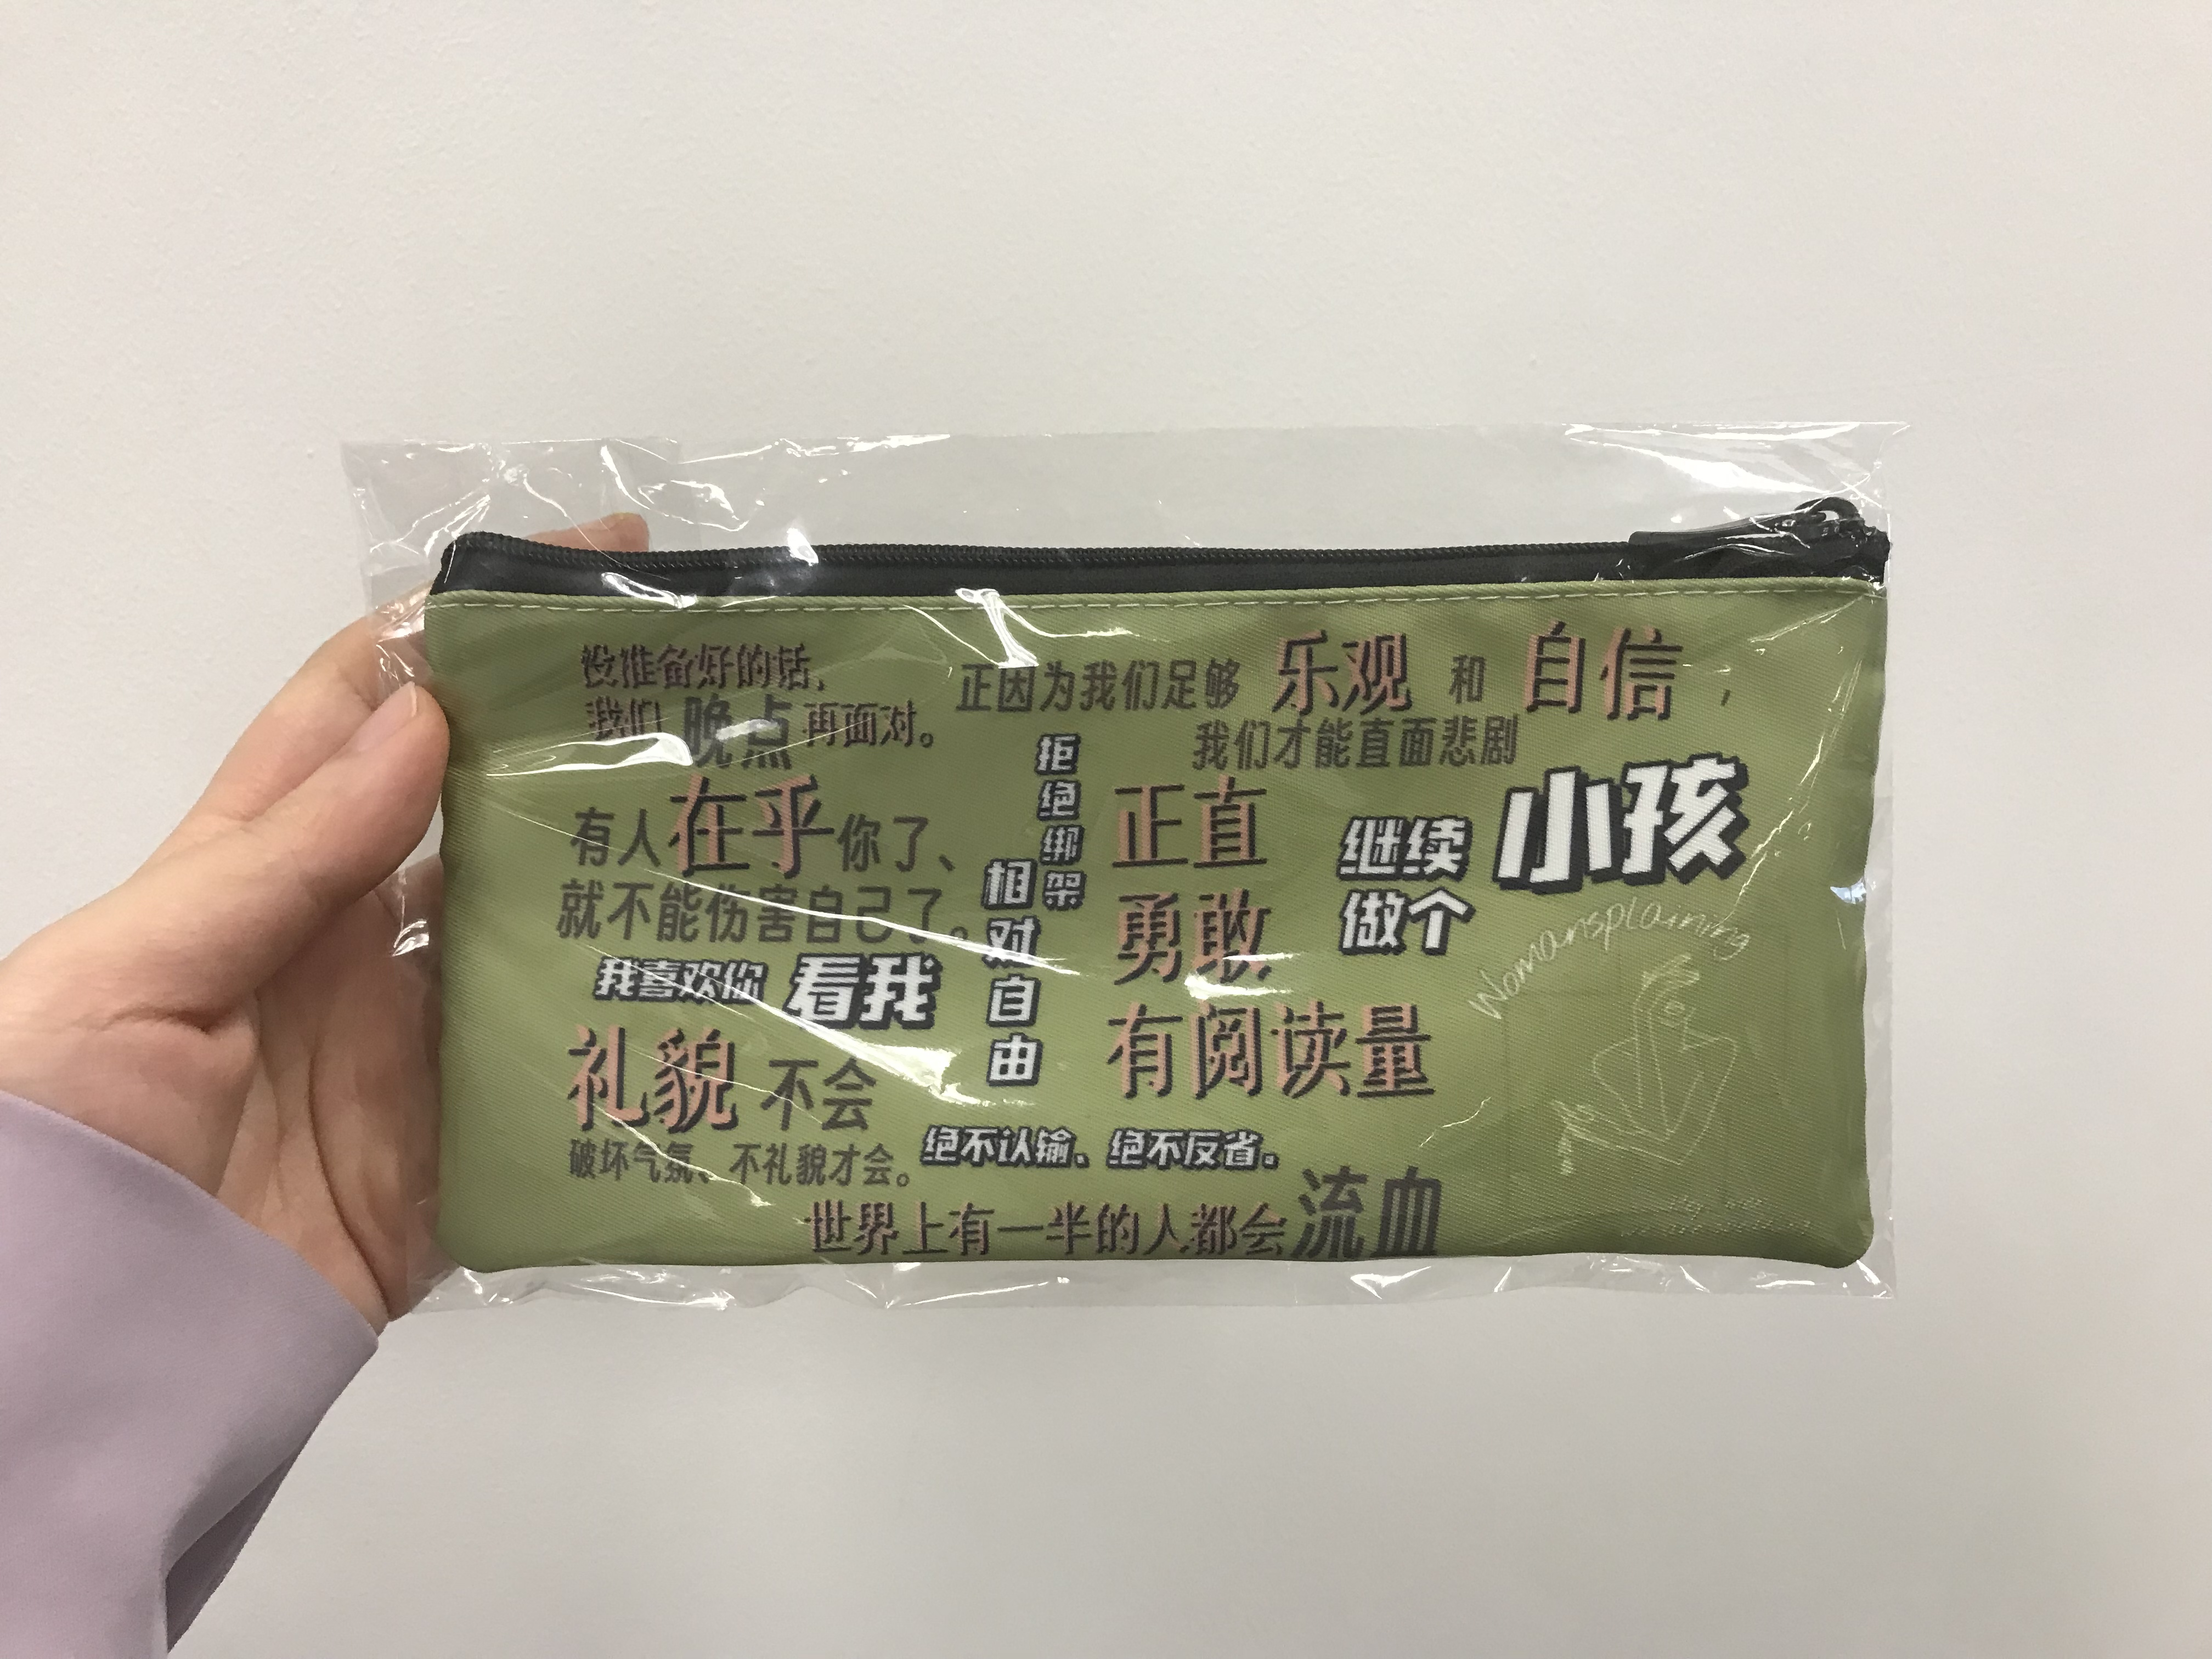 没准备好的话,
我们 晚点 再面对。
正因为我们足够 乐观 和 自信 ,
我们才能直面悲剧
有人在乎你了、
就不能伤害自己了。
我喜欢你 看我
礼貌 不会
破坏气氛、不礼貌才会。
拒绝绑架
相对自由
正直
勇敢
有阅读量
继续
做个
小孩
Womansplaining
绝不认输、绝不反省。
世界上有一半的人都会流血